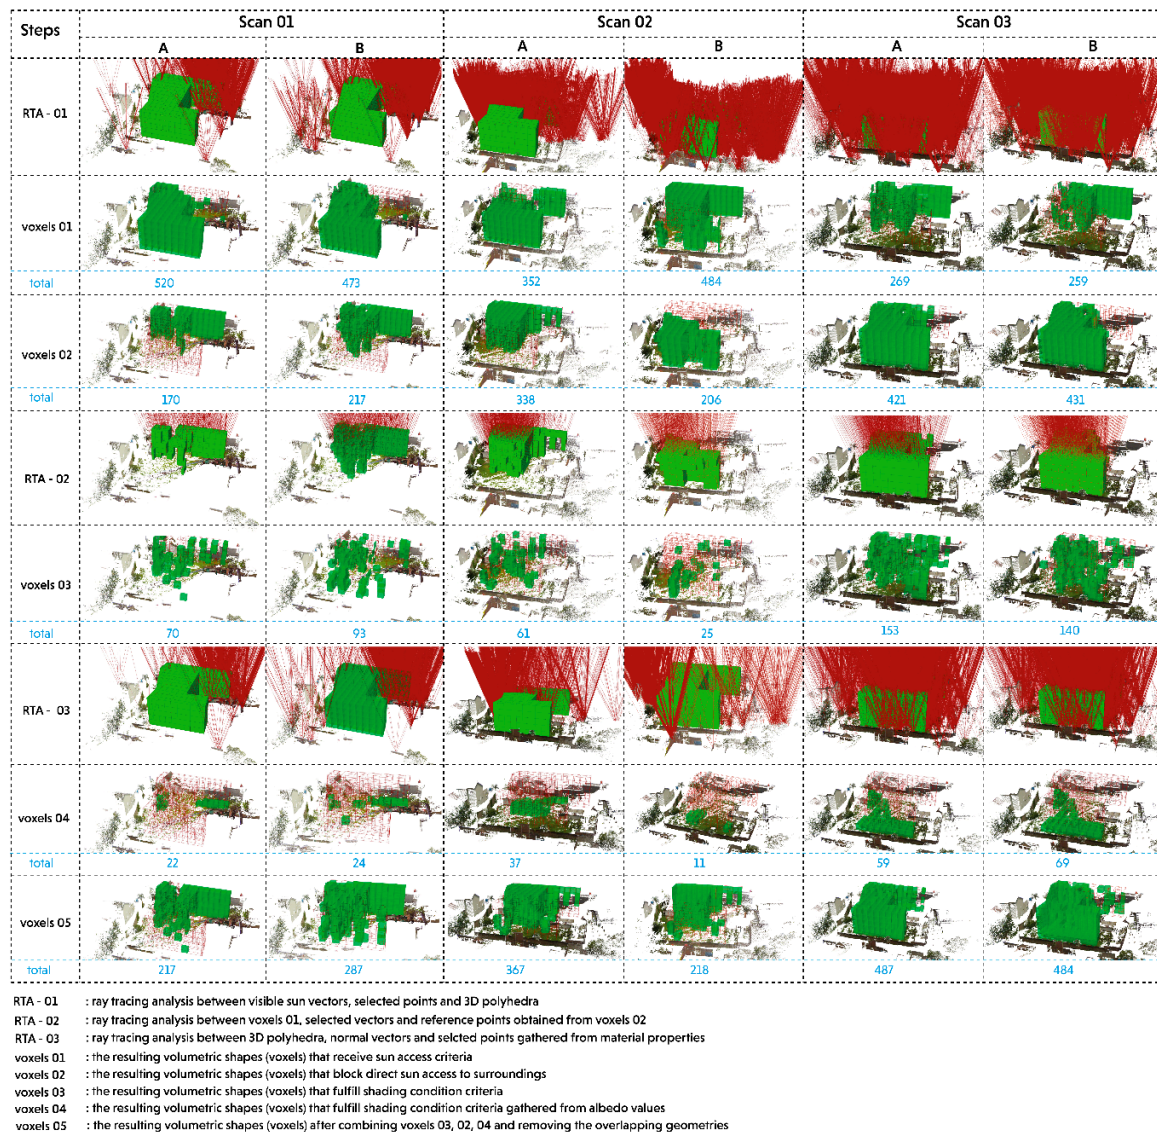 Steps Scan 01 Scan 02 Scan 03
A B A B A B
RTA - 01
voxels 01
total 520 473 352 484 269 259
voxels 02
total 170 217 338 206 421 431
RTA - 02
voxels 03
total 70 93 61 25 153 140
RTA - 03
voxels 04
total 22 24 37 11 59 69
voxels 05
total 217 287 367 218 487 484
RTA - 01 : ray tracing analysis between visible sun vectors, selected points and 3D polyhedra
RTA - 02 : ray tracing analysis between voxels 01, selected vectors and reference points obtained from voxels 02
RTA - 03 : ray tracing analysis between 3D polyhedra, normal vectors and selcted points gathered from material properties
voxels 01 : the resulting volumetric shapes (voxels) that receive sun access criteria
voxels 02 : the resulting volumetric shapes (voxels) that block direct sun access to surroundings
voxels 03 : the resulting volumetric shapes (voxels) that fulfill shading condition criteria
voxels 04 : the resulting volumetric shapes (voxels) that fulfill shading condition criteria gathered from albedo values
voxels 05 : the resulting volumetric shapes (voxels) after combining voxels 03, 02, 04 and removing the overlapping geometries